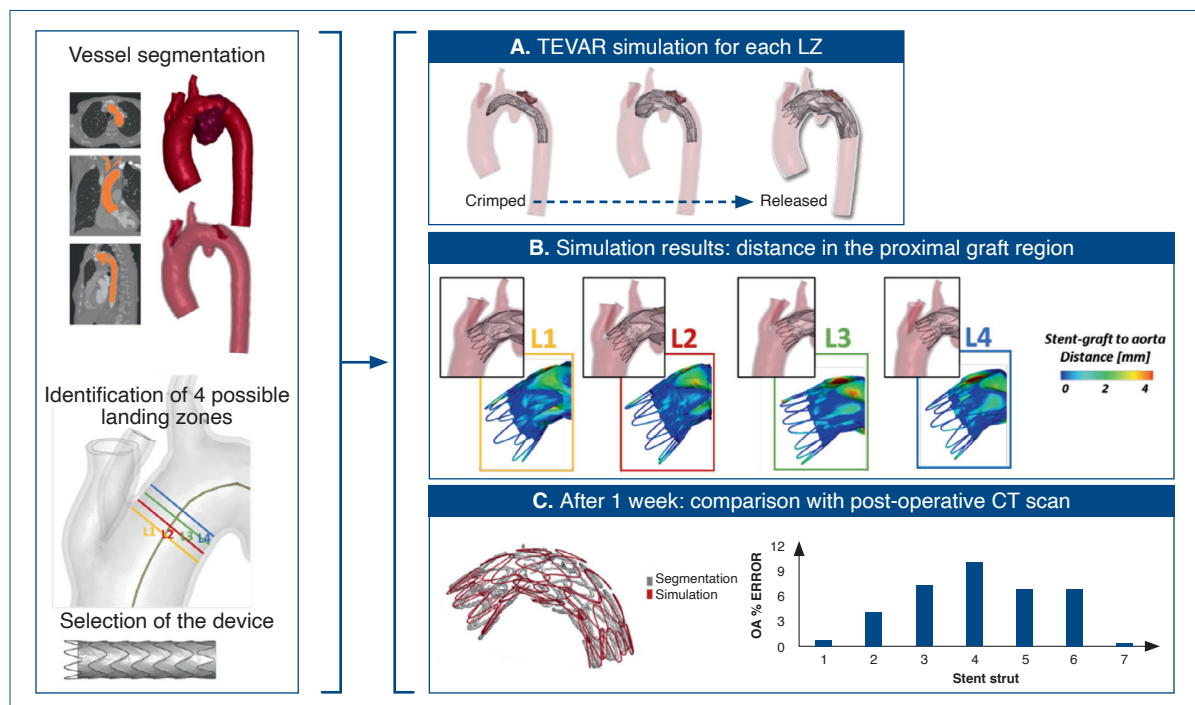 Vessel segmentation
Identification of 4 possible
landing zones
L1
L2
L3
L4
Selection of the device
A. TEVAR simulation for each LZ
Crimped
Released
B. Simulation results: distance in the proximal graft region
L1
L2
L3
L4
Stent-graft to aorta
Distance [mm]
0 2 4
C. After 1 week: comparison with post-operative CT scan
Segmentation
Simulation
OA % ERROR
12
9
6
3
0
1 2 3 4 5 6 7
Stent strut